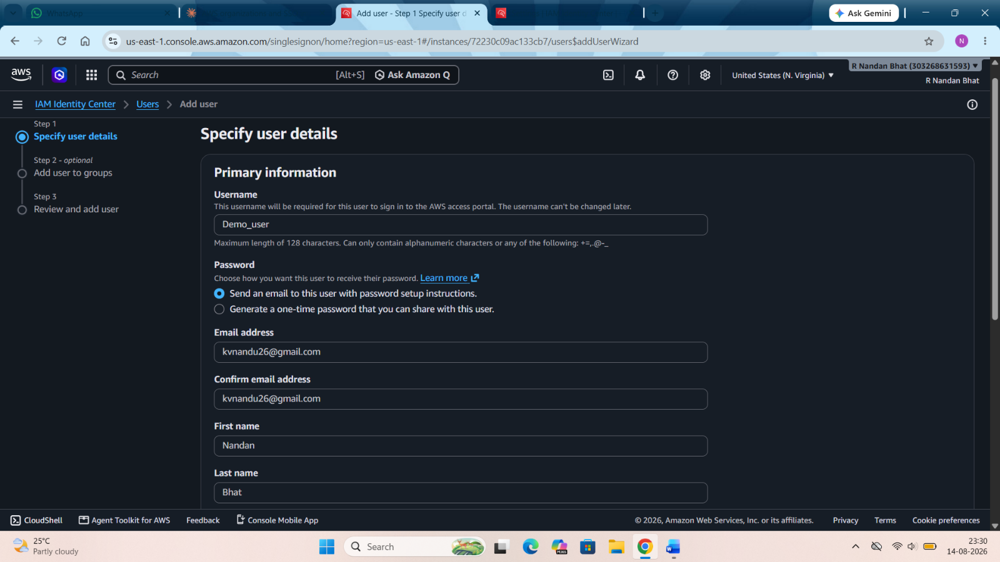 WhatsApp
Add user - Step 1 Specify user d
Ask Gemini
us-east-1.console.aws.amazon.com/singlesignon/home?region=us-east-1#/instances/72230c09ac133cb7/users$addUserWizard
N
aws
Search
[Alt+S]
Ask Amazon Q
United States (N. Virginia)
R Nandan Bhat (303268631593)
R Nandan Bhat
IAM Identity Center
Users
Add user
Step 1
Specify user details
Step 2 - optional
Add user to groups
Step 3
Review and add user
Specify user details
Primary information
Username
This username will be required for this user to sign in to the AWS access portal. The username can't be changed later.
Demo_user
Maximum length of 128 characters. Can only contain alphanumeric characters or any of the following: +=,.@-_
Password
Choose how you want this user to receive their password. Learn more
Send an email to this user with password setup instructions.
Generate a one-time password that you can share with this user.
Email address
kvnandu26@gmail.com
Confirm email address
kvnandu26@gmail.com
First name
Nandan
Last name
Bhat
CloudShell
Agent Toolkit for AWS
Feedback
Console Mobile App
© 2026, Amazon Web Services, Inc. or its affiliates.
Privacy
Terms
Cookie preferences
25°C
Partly cloudy
Search
M365
W
23:30
14-08-2026